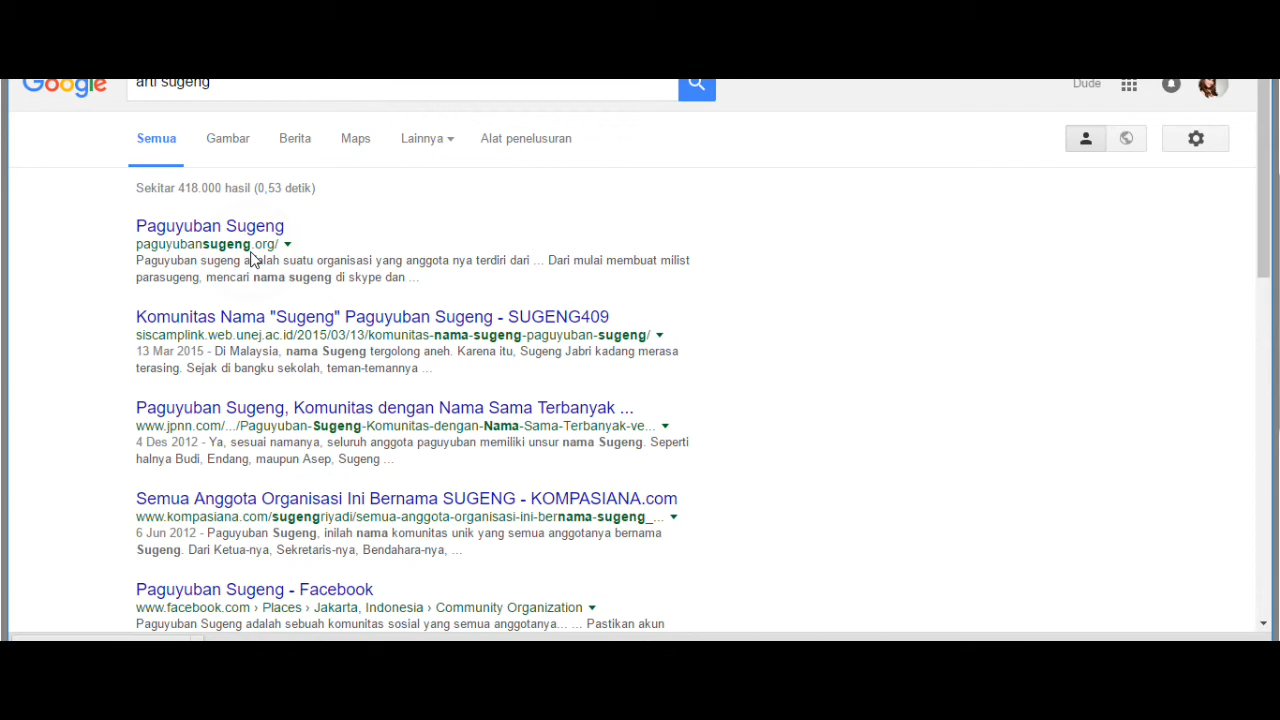 Google
arti sugeng
Dude
Semua Gambar Berita Maps Lainnya Alat penelusuran
Sekitar 418.000 hasil (0,53 detik)
Paguyuban Sugeng
paguyubansugeng.org/
Paguyuban sugeng adalah suatu organisasi yang anggota nya terdiri dari ... Dari mulai membuat milist
parasugeng, mencari nama sugeng di skype dan ...
Komunitas Nama "Sugeng" Paguyuban Sugeng - SUGENG409
siscamplink.web.unej.ac.id/2015/03/13/komunitas-nama-sugeng-paguyuban-sugeng/
13 Mar 2015 - Di Malaysia, nama Sugeng tergolong aneh. Karena itu, Sugeng Jabri kadang merasa
terasing. Sejak di bangku sekolah, teman-temannya ...
Paguyuban Sugeng, Komunitas dengan Nama Sama Terbanyak ...
www.jpnn.com/.../Paguyuban-Sugeng-Komunitas-dengan-Nama-Sama-Terbanyak-ve...
4 Des 2012 - Ya, sesuai namanya, seluruh anggota paguyuban memiliki unsur nama Sugeng. Seperti
halnya Budi, Endang, maupun Asep, Sugeng ...
Semua Anggota Organisasi Ini Bernama SUGENG - KOMPASIANA.com
www.kompasiana.com/sugengriyadi/semua-anggota-organisasi-ini-bernama-sugeng_...
6 Jun 2012 - Paguyuban Sugeng, inilah nama komunitas unik yang semua anggotanya bernama
Sugeng. Dari Ketua-nya, Sekretaris-nya, Bendahara-nya, ...
Paguyuban Sugeng - Facebook
www.facebook.com › Places › Jakarta, Indonesia › Community Organization
Paguyuban Sugeng adalah sebuah komunitas sosial yang semua anggotanya... ... Pastikan akun